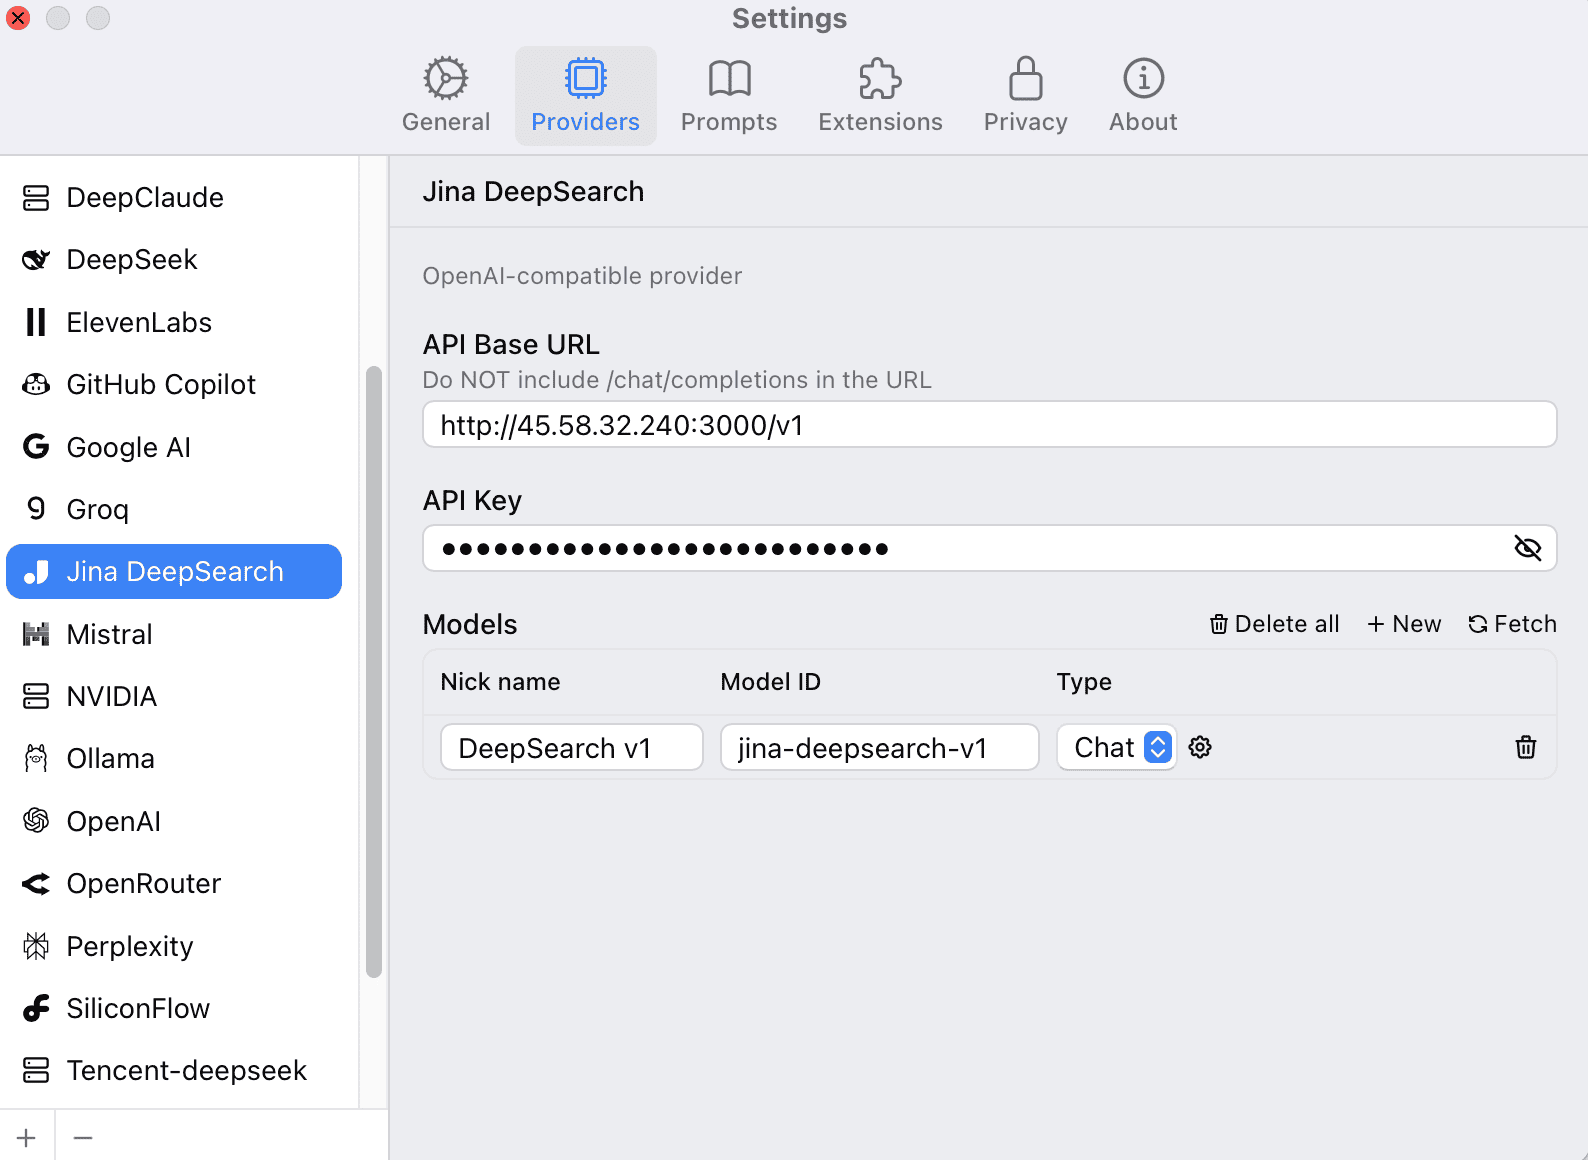 Settings
General
Providers
Prompts
Extensions
Privacy
About
DeepClaude
DeepSeek
ElevenLabs
GitHub Copilot
Google AI
Groq
Jina DeepSearch
Mistral
NVIDIA
Ollama
OpenAI
OpenRouter
Perplexity
SiliconFlow
Tencent-deepseek
Jina DeepSearch
OpenAI-compatible provider
API Base URL
Do NOT include /chat/completions in the URL
http://45.58.32.240:3000/v1
API Key
Models
Delete all
+ New
Fetch
Nick name
Model ID
Type
DeepSearch v1
jina-deepsearch-v1
Chat